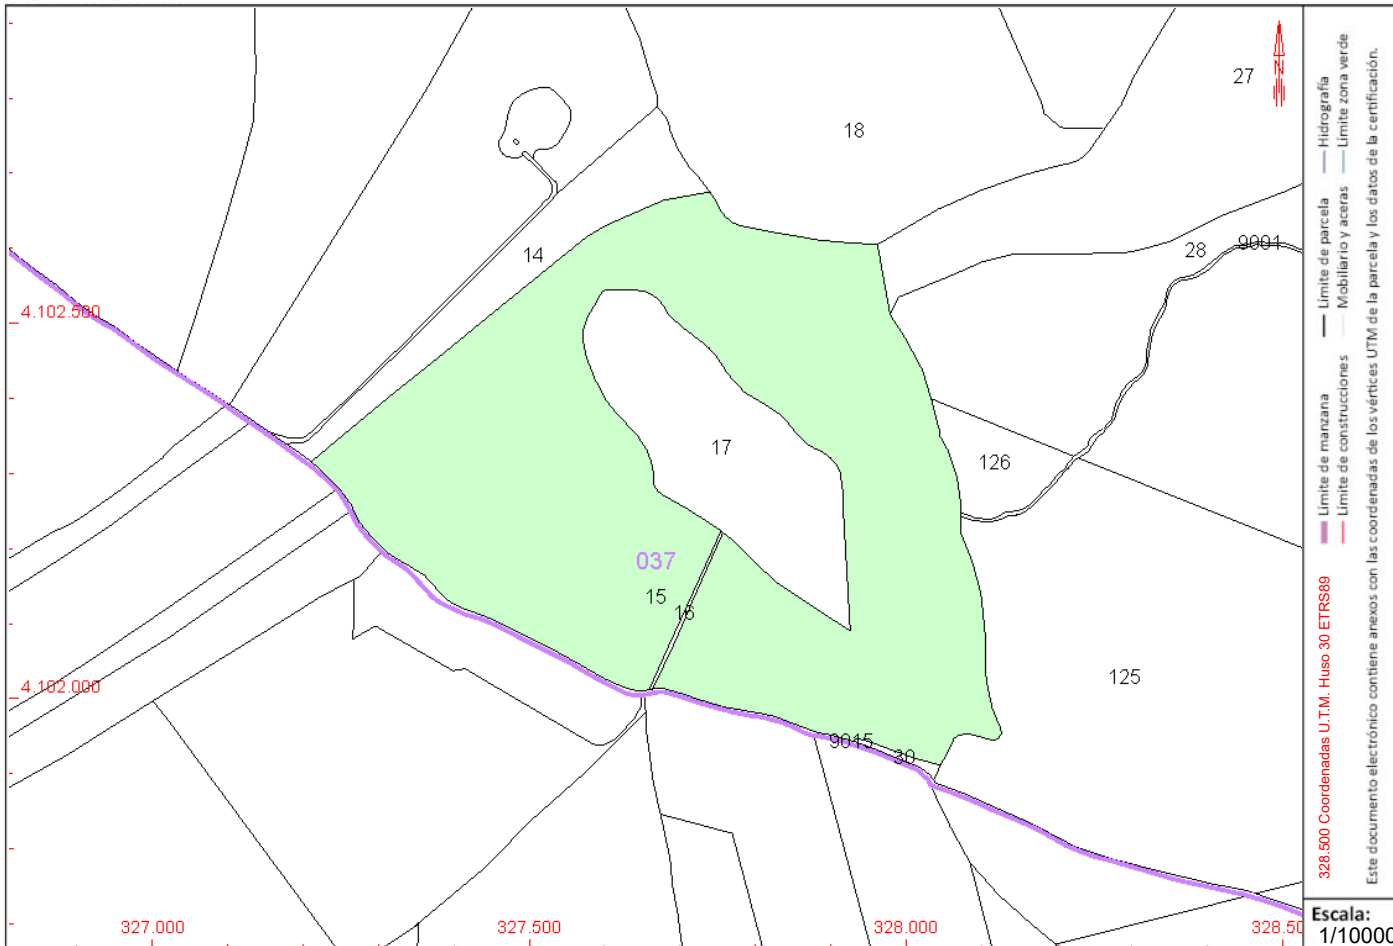 27
18
14
28
9001
4.102.500
17
126
037
15
16
4.102.000
125
9015
30
327.000
327.500
328.000
328.50
N
Límite de manzana
Límite de parcela
Hidrografía
Límite de construcciones
Mobiliario y aceras
Límite zona verde
328.500 Coordenadas U.T.M. Huso 30 ETRS89
Este documento electrónico contiene anexos con las coordenadas de los vértices UTM de la parcela y los datos de la certificación.
Escala:
1/10000